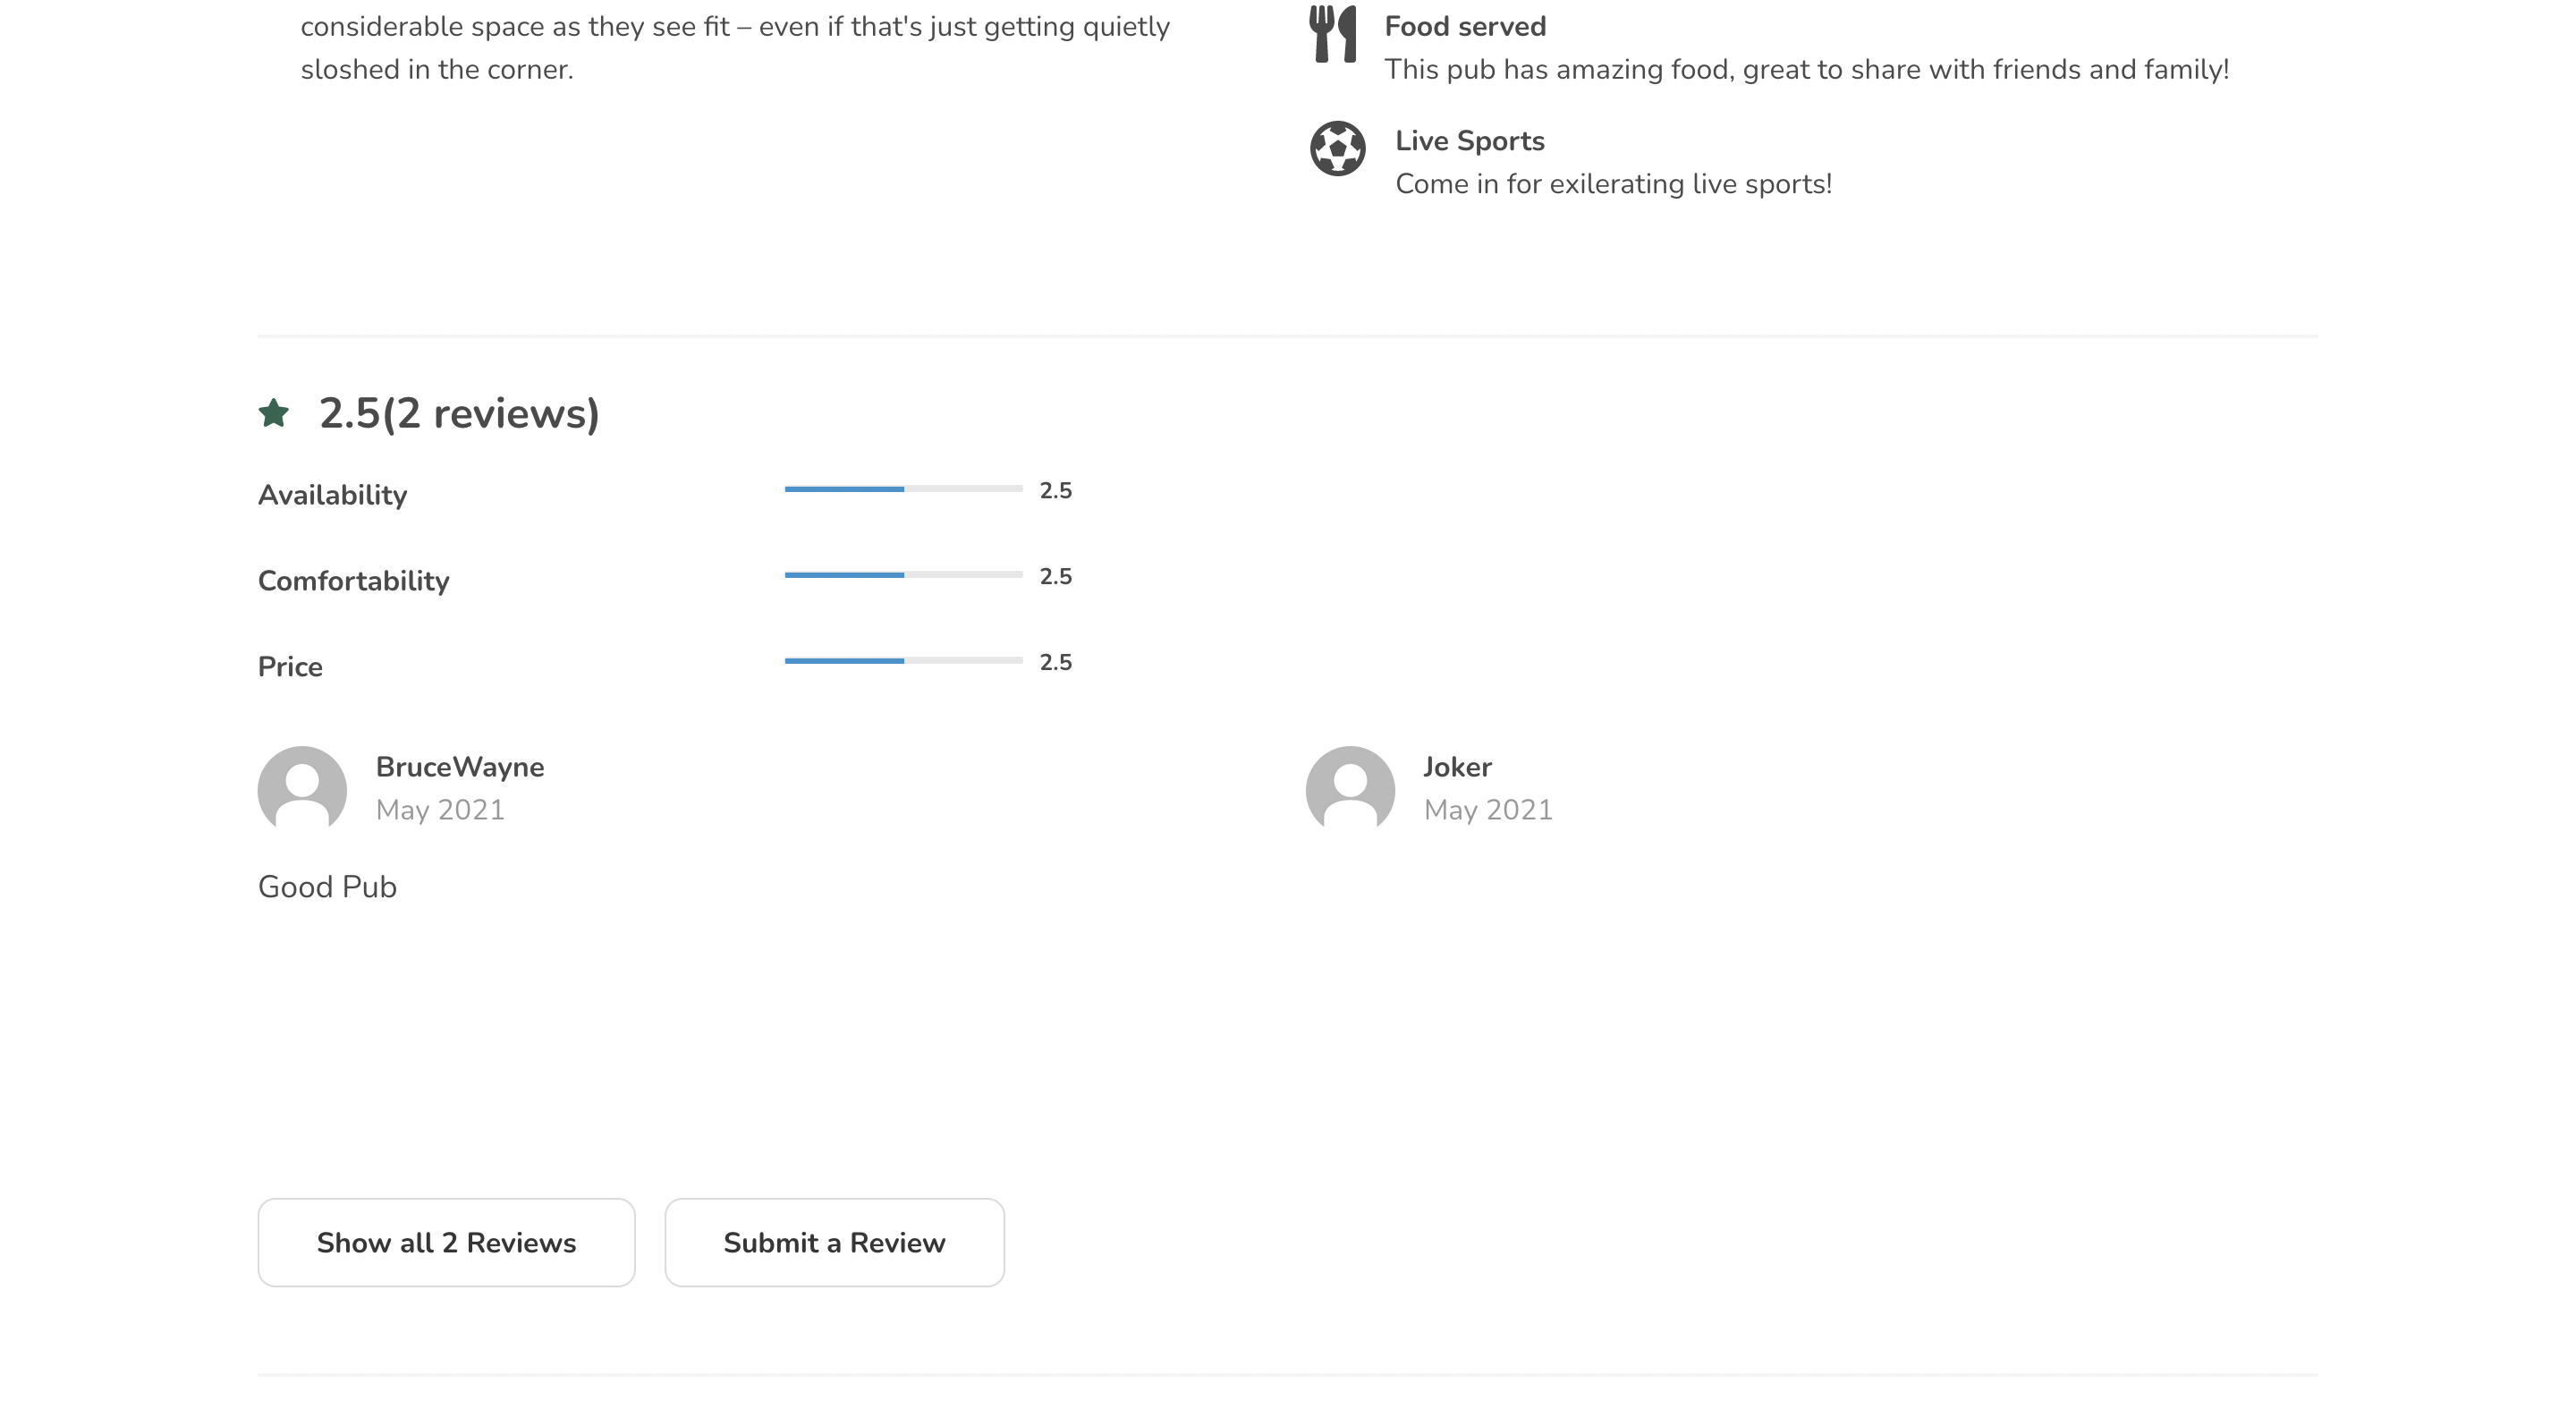 considerable space as they see fit – even if that's just getting quietly
sloshed in the corner.
Food served
This pub has amazing food, great to share with friends and family!
Live Sports
Come in for exilerating live sports!
2.5(2 reviews)
Availability 2.5
Comfortability 2.5
Price 2.5
BruceWayne
May 2021
Good Pub
Joker
May 2021
Show all 2 Reviews
Submit a Review